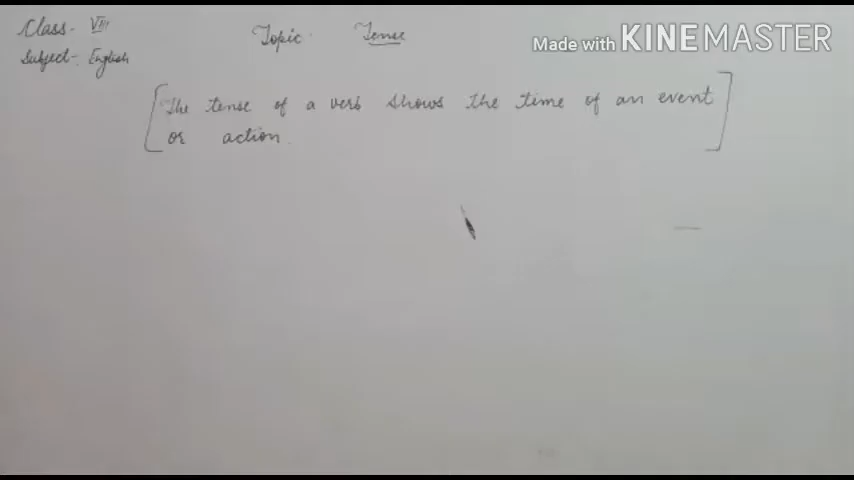 Class- VIII
Subject- English
Topic. Tense
Made with KINEMASTER
[The tense of a verb shows the time of an event
or action.]